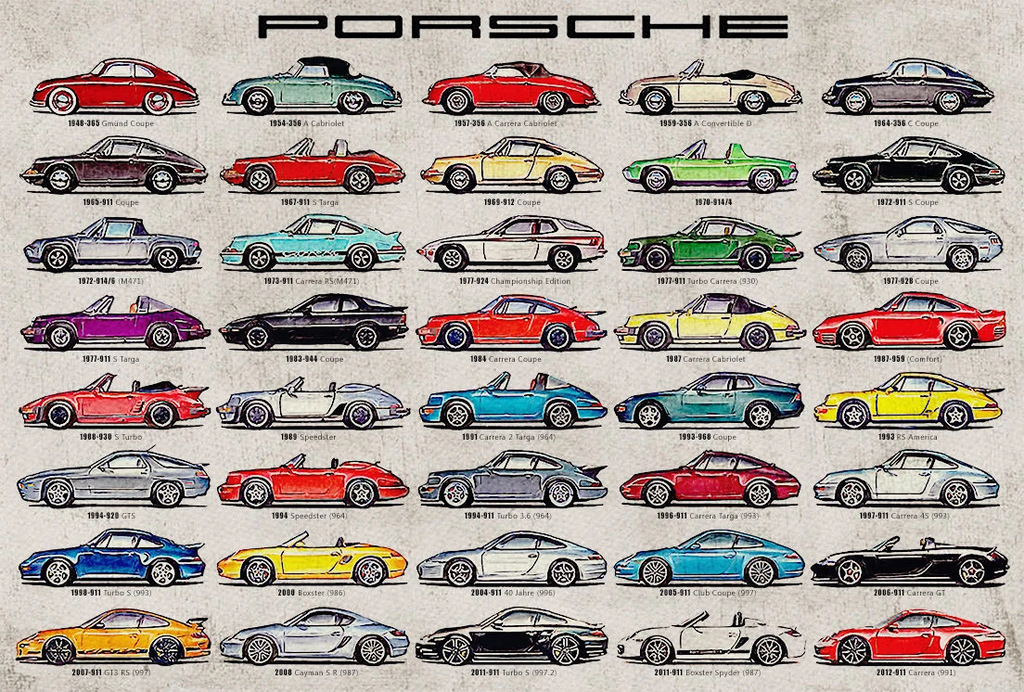 PORSCHE
1948-365 Gmund Coupe
1954-356 A Cabriolet
1957-356 A Carrera Cabriolet
1959-356 A Convertible D
1964-356 C Coupe
1965-911 Coupe
1967-911 S Targa
1969-912 Coupe
1970-914/4
1972-911 S Coupe
1972-914/6 (M471)
1973-911 Carrera RS(M471)
1977-924 Championship Edition
1977-911 Turbo Carrera (930)
1977-928 Coupe
1977-911 S Targa
1983-944 Coupe
1984 Carrera Coupe
1987 Carrera Cabriolet
1987-959 (Comfort)
1988-930 S Turbo
1989 Speedster
1991 Carrera 2 Targa (964)
1993-968 Coupe
1993 RS America
1994-928 GTS
1994 Speedster (964)
1994-911 Turbo 3.6 (964)
1996-911 Carrera Targa (993)
1997-911 Carrera 4S (993)
1998-911 Turbo S (993)
2000 Boxster (986)
2004-911 40 Jahre (996)
2005-911 Club Coupe (997)
2006-911 Carrera GT
2007-911 GT3 RS (997)
2008 Cayman S R (987)
2011-911 Turbo S (997.2)
2011-911 Boxster Spyder (987)
2012-911 Carrera (991)